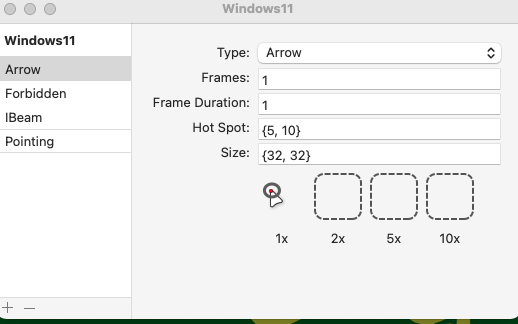 Windows11
Windows11
Arrow
Forbidden
IBeam
Pointing
Type: Arrow
Frames: 1
Frame Duration: 1
Hot Spot: {5, 10}
Size: {32, 32}
1x 2x 5x 10x